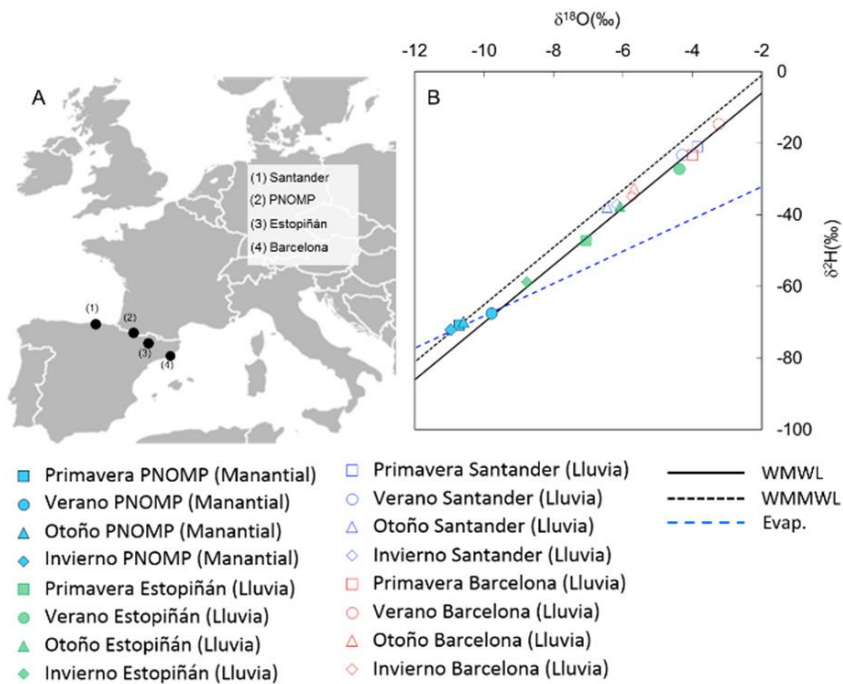 δ¹⁸O(‰)
-12 -10 -8 -6 -4 -2
A
B
0
-20
-40
-60
-80
-100
δ²H(‰)
(1) Santander
(2) PNOMP
(3) Estopiñán
(4) Barcelona
(1)
(2)
(3)
(4)
Primavera PNOMP (Manantial)
Verano PNOMP (Manantial)
Otoño PNOMP (Manantial)
Invierno PNOMP (Manantial)
Primavera Estopiñán (Lluvia)
Verano Estopiñán (Lluvia)
Otoño Estopiñán (Lluvia)
Invierno Estopiñán (Lluvia)
Primavera Santander (Lluvia)
Verano Santander (Lluvia)
Otoño Santander (Lluvia)
Invierno Santander (Lluvia)
Primavera Barcelona (Lluvia)
Verano Barcelona (Lluvia)
Otoño Barcelona (Lluvia)
Invierno Barcelona (Lluvia)
WMWL
WMMWL
Evap.